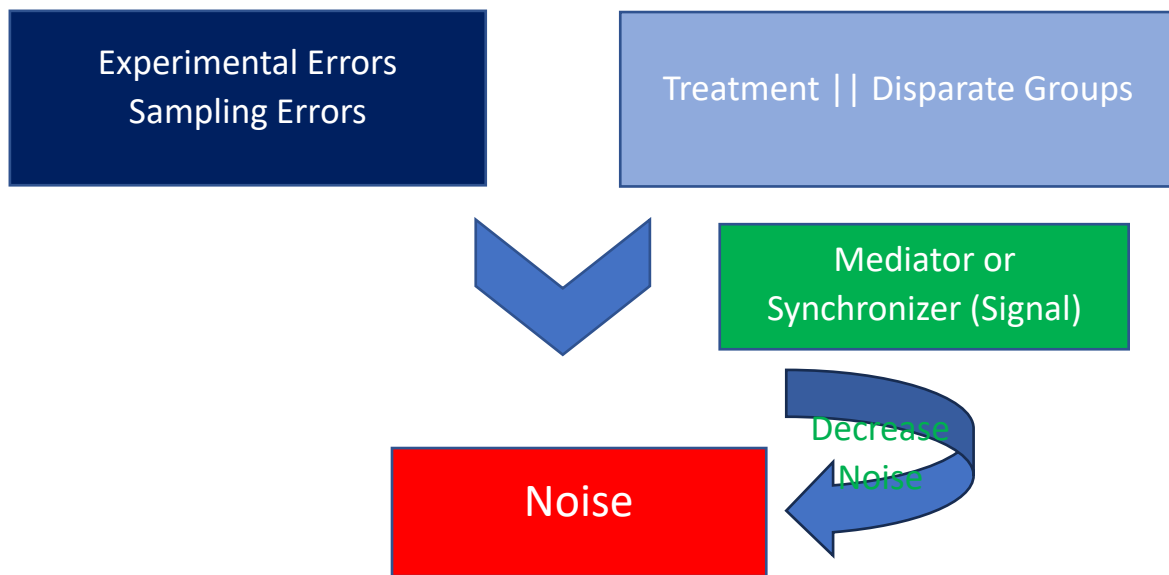 Experimental Errors
Sampling Errors
Treatment || Disparate Groups
Mediator or
Synchronizer (Signal)
Decrease
Noise
Noise